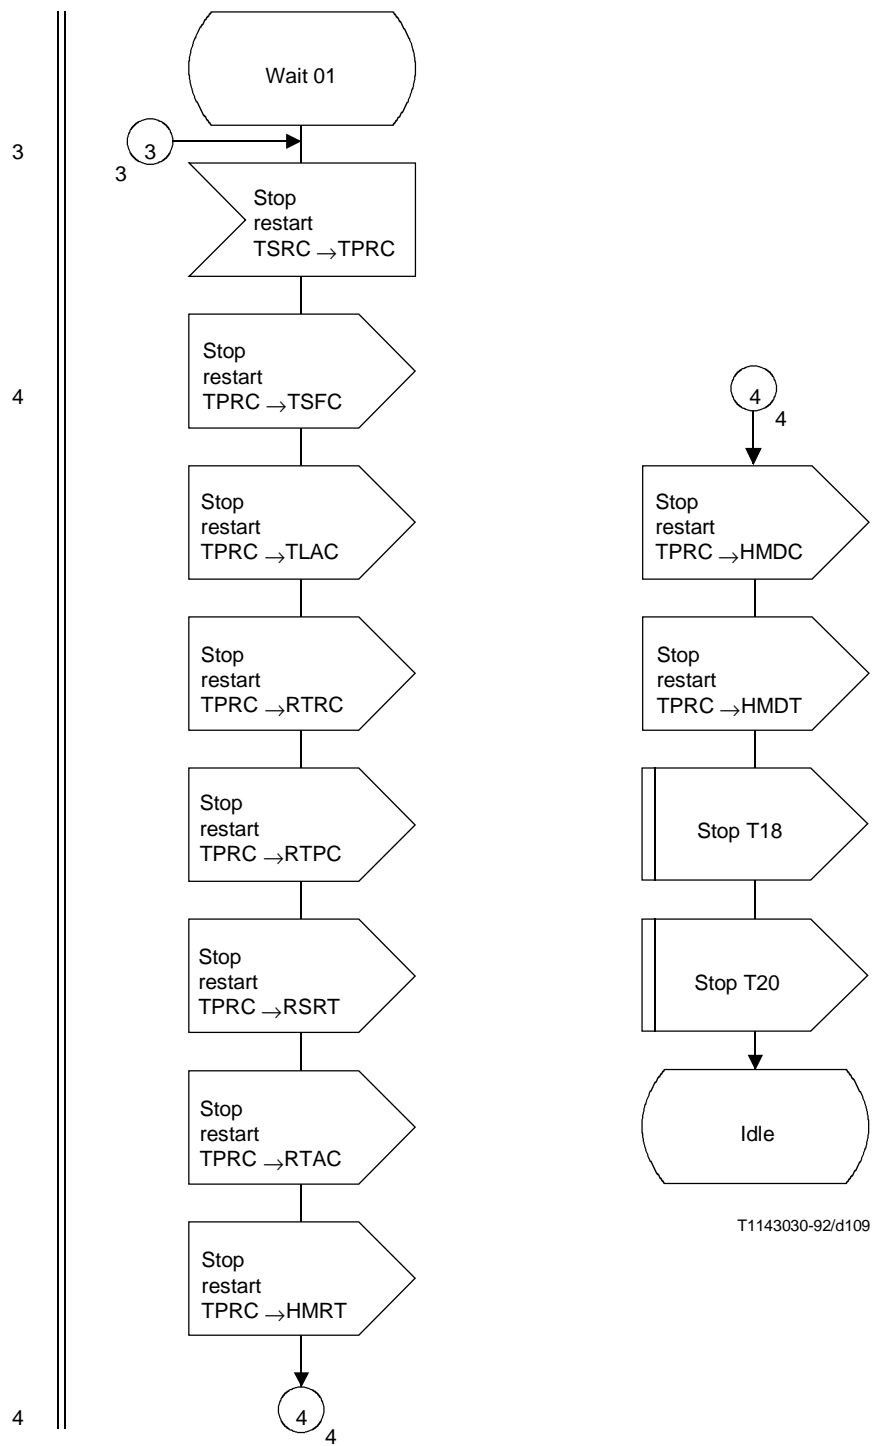 Wait 01
3
3
3
Stop
restart
TSRC →TPRC
4
Stop
restart
TPRC →TSFC
Stop
restart
TPRC →TLAC
Stop
restart
TPRC →RTRC
Stop
restart
TPRC →RTPC
Stop
restart
TPRC →RSRT
Stop
restart
TPRC →RTAC
Stop
restart
TPRC →HMRT
4
4
4
4
4
Stop
restart
TPRC →HMDC
Stop
restart
TPRC →HMDT
Stop T18
Stop T20
Idle
T1143030-92/d109